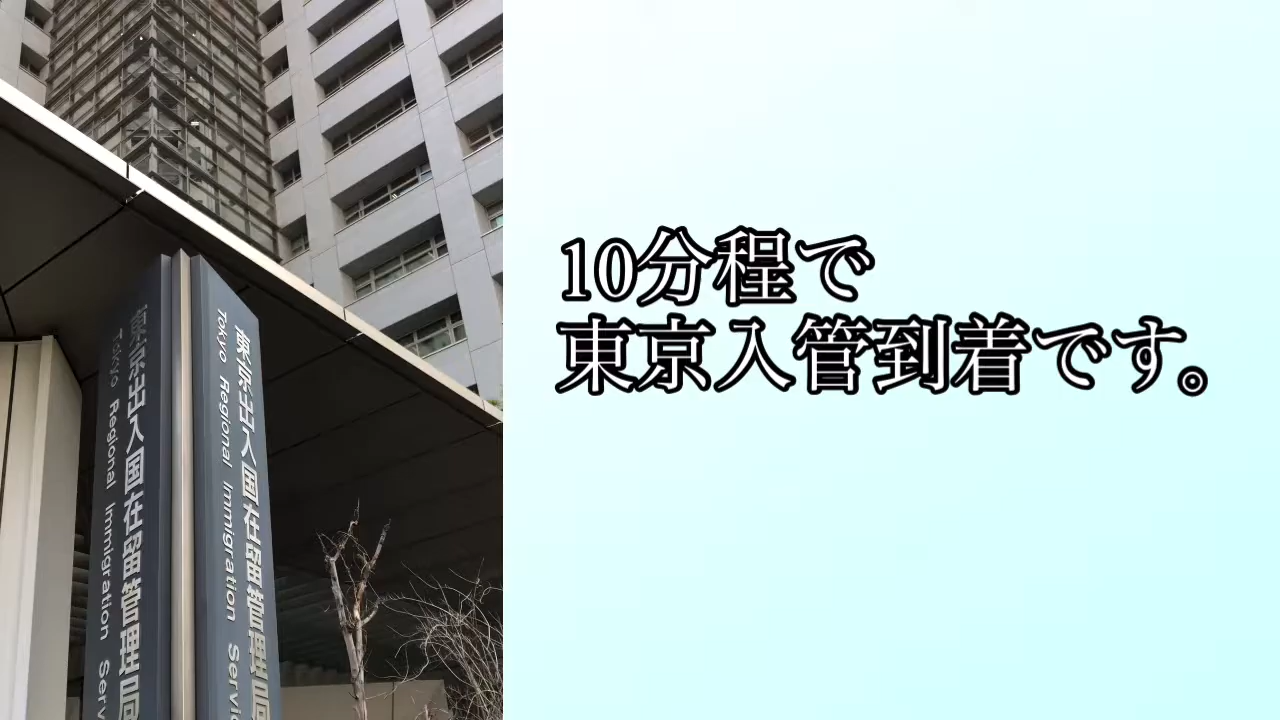 東京出入国在留管理局
Tokyo Regional Immigration Servi
東京出入国在留管理局
Tokyo Regional Immigration Serv
10分程で
東京入管到着です。